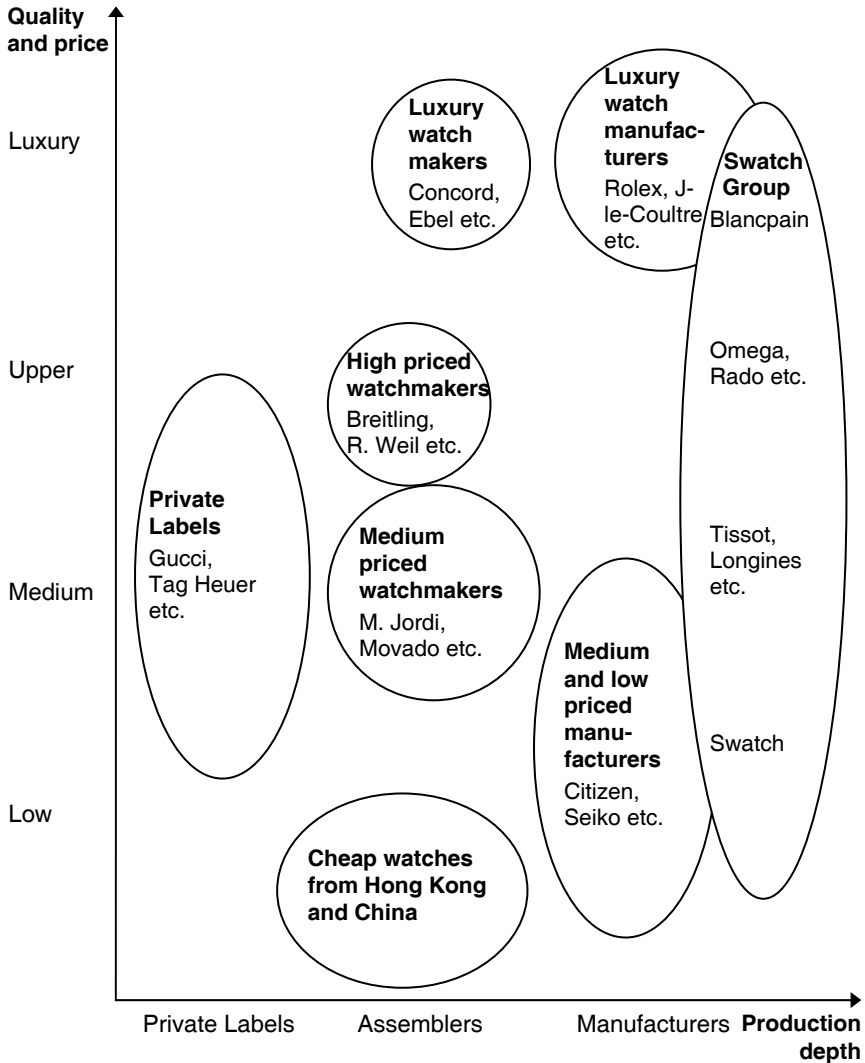 Quality
and price
Luxury
Upper
Medium
Low
Luxury
watch
makers
Concord,
Ebel etc.
Luxury
watch
manufac-
turers
Rolex, J-
le-Coultre
etc.
Swatch
Group
Blancpain
Omega,
Rado etc.
Tissot,
Longines
etc.
Swatch
High priced
watchmakers
Breitling,
R. Weil etc.
Private
Labels
Gucci,
Tag Heuer
etc.
Medium
priced
watchmakers
M. Jordi,
Movado etc.
Medium
and low
priced
manu-
facturers
Citizen,
Seiko etc.
Cheap watches
from Hong Kong
and China
Private Labels
Assemblers
Manufacturers
Production
depth